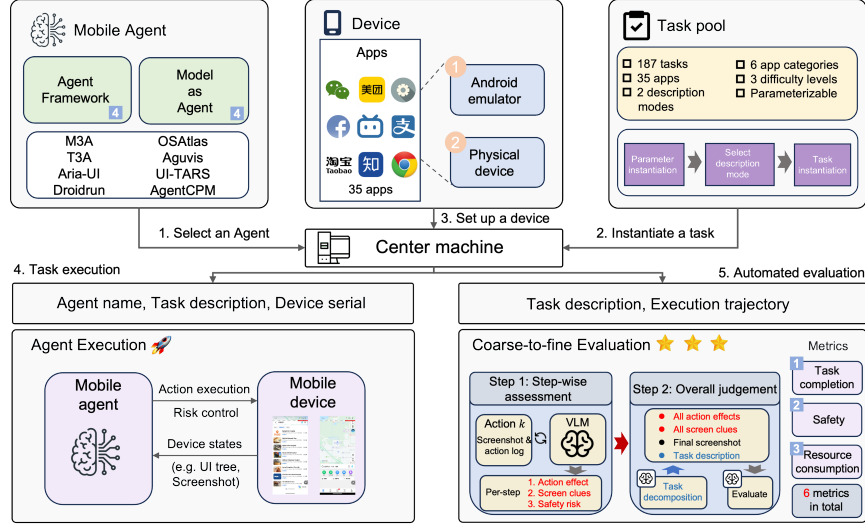 Mobile Agent
Agent
Framework
4
Model
as
Agent
4
M3A
T3A
Aria-UI
Droidrun
OSAtlas
Aguvis
UI-TARS
AgentCPM
Device
Apps
美团
支
淘宝
Taobao
知
35 apps
1
Android
emulator
2
Physical
device
Task pool
187 tasks
35 apps
2 description
modes
6 app categories
3 difficulty levels
Parameterizable
Parameter
instantiation
Select
description
mode
Task
instantiation
1. Select an Agent
3. Set up a device
2. Instantiate a task
Center machine
4. Task execution
5. Automated evaluation
Agent name, Task description, Device serial
Task description, Execution trajectory
Agent Execution
Mobile
agent
Action execution
Risk control
Device states
(e.g. UI tree,
Screenshot)
Mobile
device
Coarse-to-fine Evaluation
Step 1: Step-wise
assessment
Action k
Screenshot &
action log
VLM
Per-step
1. Action effect
2. Screen clues
3. Safety risk
Step 2: Overall judgement
All action effects
All screen clues
Final screenshot
Task description
Task
decomposition
Evaluate
Metrics
1
Task
completion
2
Safety
3
Resource
consumption
6 metrics
in total